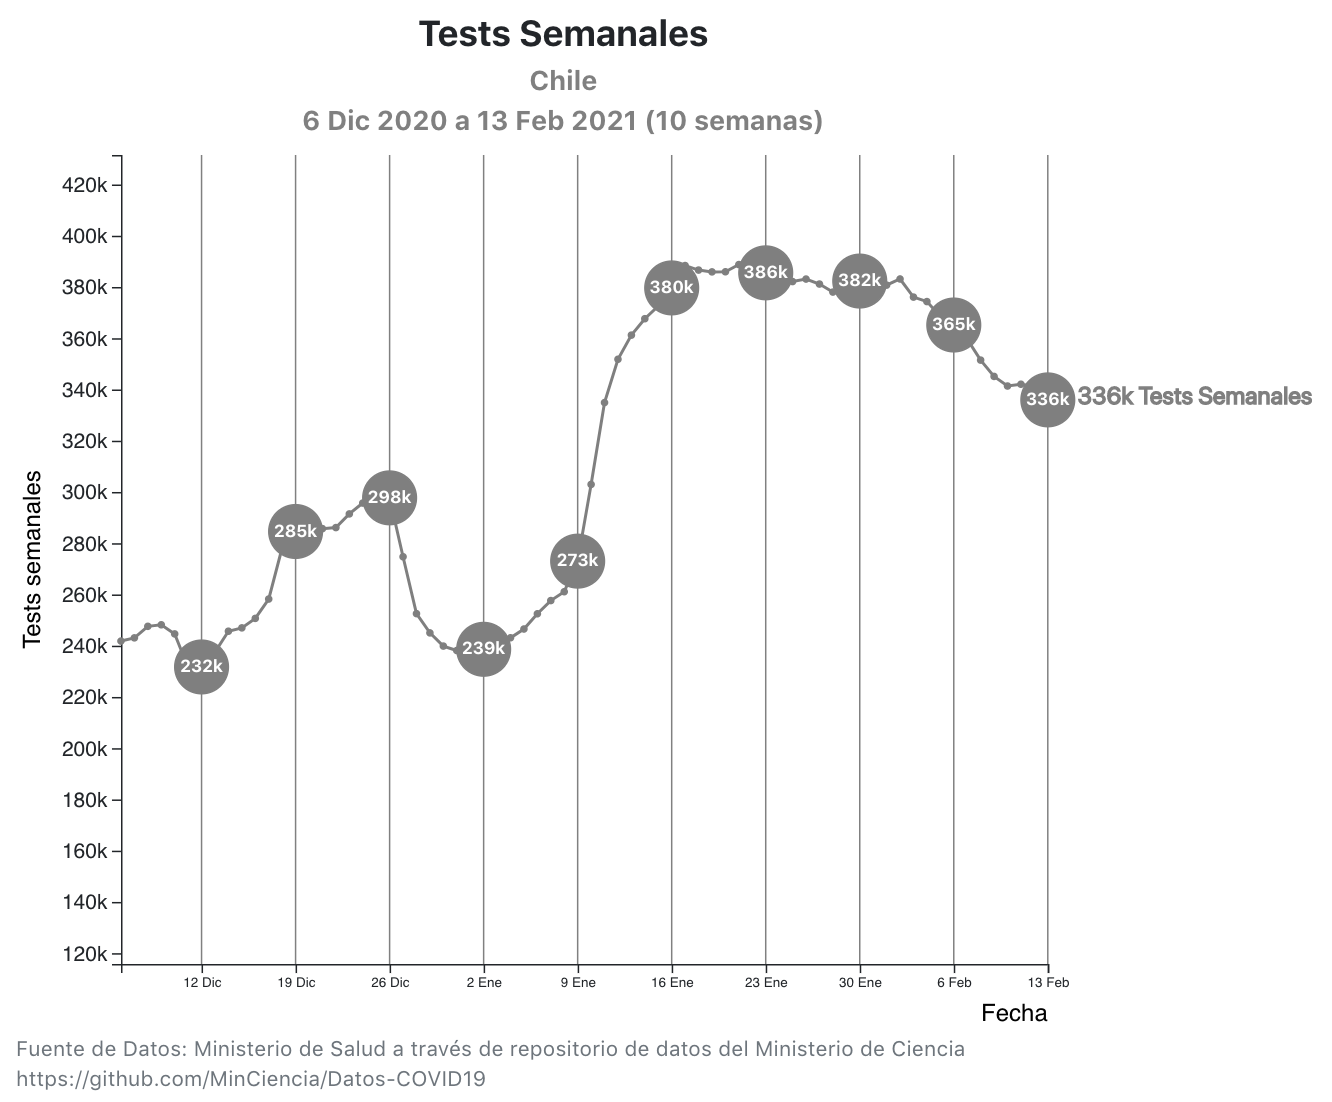 Tests Semanales
Chile
6 Dic 2020 a 13 Feb 2021 (10 semanas)
420k
400k
380k
360k
340k
320k
300k
280k
260k
240k
220k
200k
180k
160k
140k
120k
Tests semanales
232k
285k
298k
239k
273k
380k
386k
382k
365k
336k
336k Tests Semanales
12 Dic
19 Dic
26 Dic
2 Ene
9 Ene
16 Ene
23 Ene
30 Ene
6 Feb
13 Feb
Fecha
Fuente de Datos: Ministerio de Salud a través de repositorio de datos del Ministerio de Ciencia
https://github.com/MinCiencia/Datos-COVID19